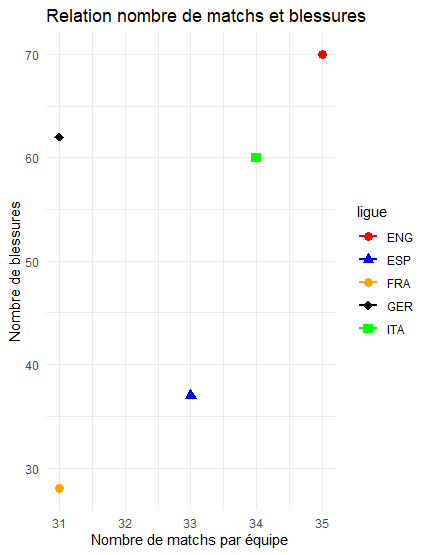 Relation nombre de matchs et blessures
Nombre de blessures
70
60
50
40
30
31 32 33 34 35
Nombre de matchs par équipe
ligue
ENG
ESP
FRA
GER
ITA